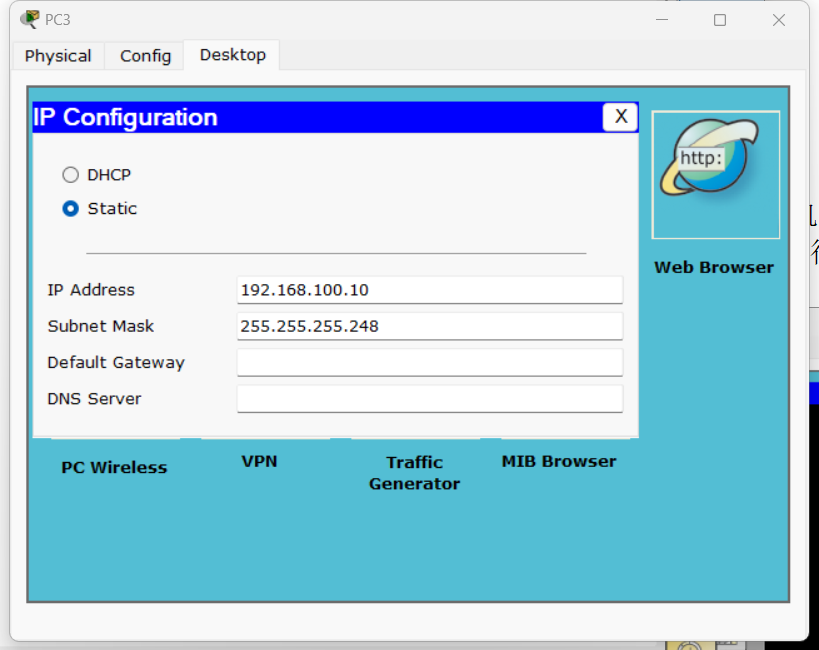 PC3
Physical Config Desktop
IP Configuration X
http:
DHCP
Static
Web Browser
IP Address 192.168.100.10
Subnet Mask 255.255.255.248
Default Gateway
DNS Server
PC Wireless VPN Traffic Generator MIB Browser